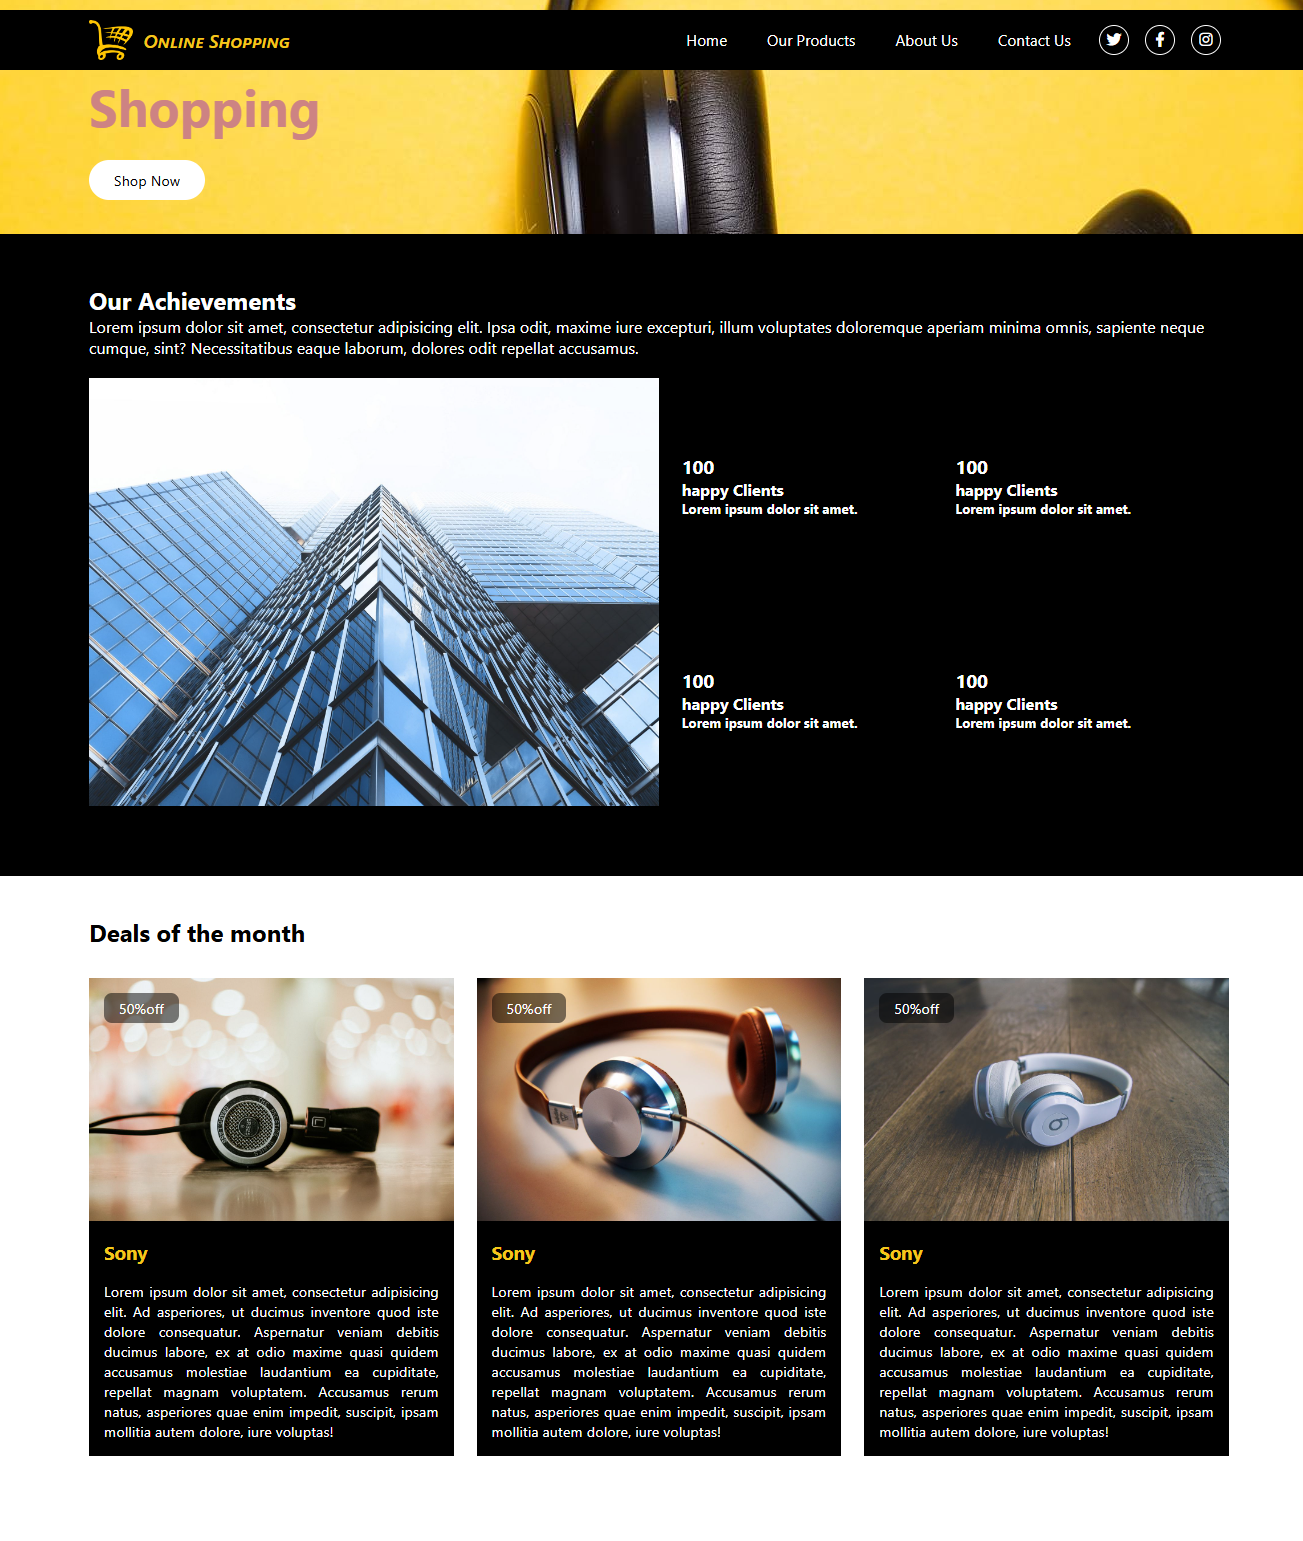 Online Shopping
Home
Our Products
About Us
Contact Us
Shopping
Shop Now
Our Achievements
Lorem ipsum dolor sit amet, consectetur adipisicing elit. Ipsa odit, maxime iure excepturi, illum voluptates doloremque aperiam minima omnis, sapiente neque
cumque, sint? Necessitatibus eaque laborum, dolores odit repellat accusamus.
100
happy Clients
Lorem ipsum dolor sit amet.
100
happy Clients
Lorem ipsum dolor sit amet.
100
happy Clients
Lorem ipsum dolor sit amet.
100
happy Clients
Lorem ipsum dolor sit amet.
Deals of the month
50%off
Sony
Lorem ipsum dolor sit amet, consectetur adipisicing
elit. Ad asperiores, ut ducimus inventore quod iste
dolore consequatur. Aspernatur veniam debitis
ducimus labore, ex at odio maxime quasi quidem
accusamus molestiae laudantium ea cupiditate,
repellat magnam voluptatem. Accusamus rerum
natus, asperiores quae enim impedit, suscipit, ipsam
mollitia autem dolore, iure voluptas!
50%off
Sony
Lorem ipsum dolor sit amet, consectetur adipisicing
elit. Ad asperiores, ut ducimus inventore quod iste
dolore consequatur. Aspernatur veniam debitis
ducimus labore, ex at odio maxime quasi quidem
accusamus molestiae laudantium ea cupiditate,
repellat magnam voluptatem. Accusamus rerum
natus, asperiores quae enim impedit, suscipit, ipsam
mollitia autem dolore, iure voluptas!
50%off
Sony
Lorem ipsum dolor sit amet, consectetur adipisicing
elit. Ad asperiores, ut ducimus inventore quod iste
dolore consequatur. Aspernatur veniam debitis
ducimus labore, ex at odio maxime quasi quidem
accusamus molestiae laudantium ea cupiditate,
repellat magnam voluptatem. Accusamus rerum
natus, asperiores quae enim impedit, suscipit, ipsam
mollitia autem dolore, iure voluptas!